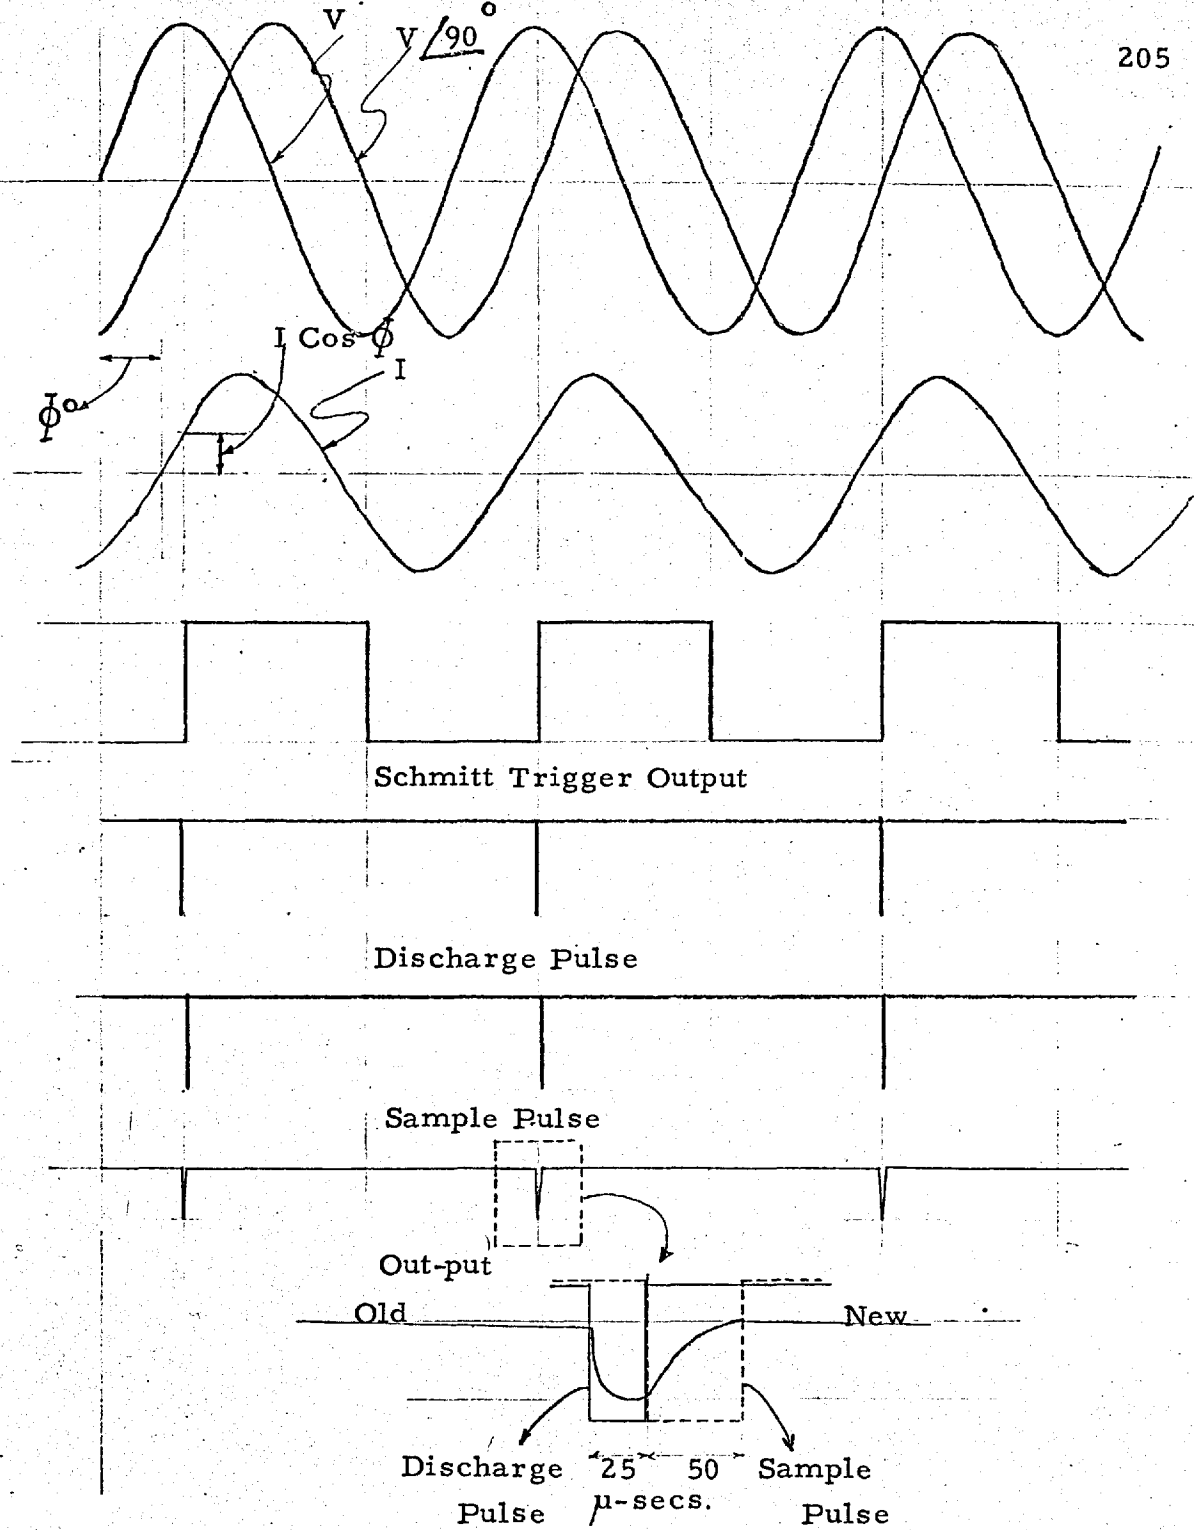 205
V
V ∠90°
I Cos ϕ
I
ϕ°
Schmitt Trigger Output
Discharge Pulse
Sample Pulse
Out-put
Old
New
Discharge Pulse
25
50
μ-secs.
Sample Pulse